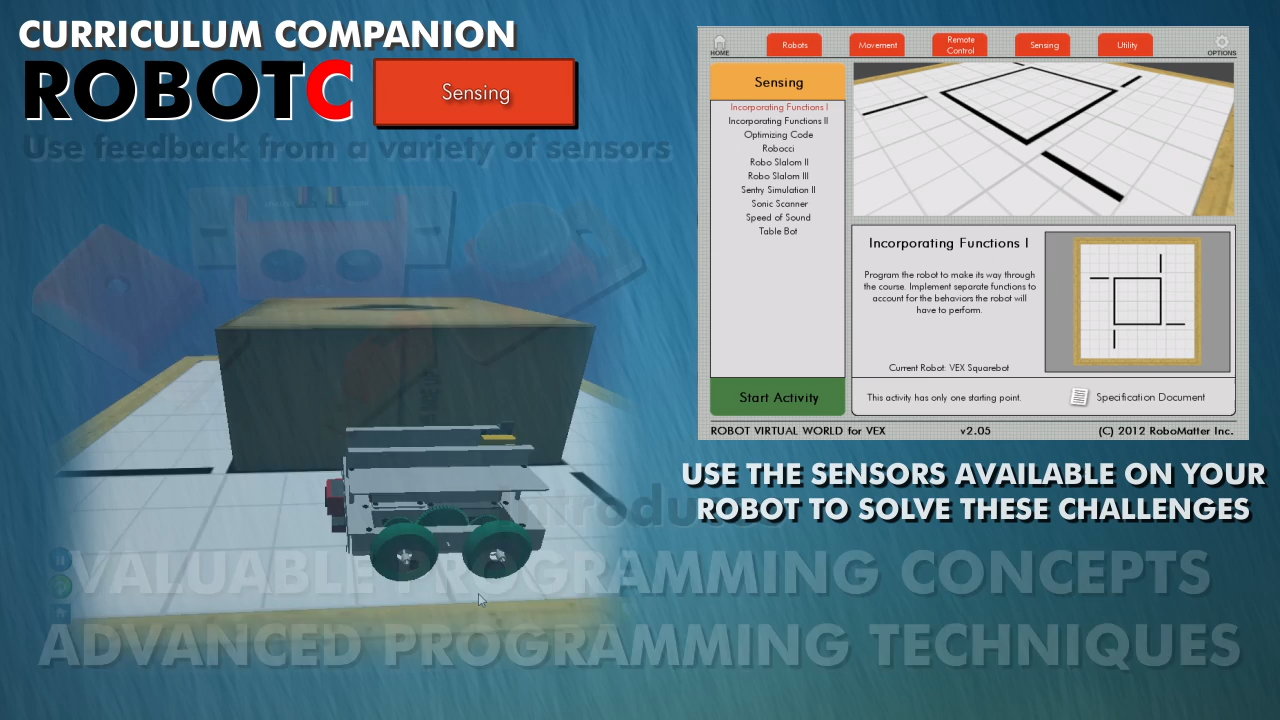 CURRICULUM COMPANION
ROBOTC
Sensing
Use feedback from a variety of sensors
HOME
Robots
Movement
Remote
Control
Sensing
Utility
OPTIONS
Sensing
Incorporating Functions I
Incorporating Functions II
Optimizing Code
Robocci
Robo Slalom II
Robo Slalom III
Sentry Simulation II
Sonic Scanner
Speed of Sound
Table Bot
Start Activity
Incorporating Functions I
Program the robot to make its way through
the course. Implement separate functions to
account for the behaviors the robot will
have to perform.
Current Robot: VEX Squarebot
This activity has only one starting point.
Specification Document
ROBOT VIRTUAL WORLD for VEX
v2.05
(C) 2012 RoboMatter Inc.
USE THE SENSORS AVAILABLE ON YOUR
ROBOT TO SOLVE THESE CHALLENGES
VALUABLE PROGRAMMING CONCEPTS
ADVANCED PROGRAMMING TECHNIQUES